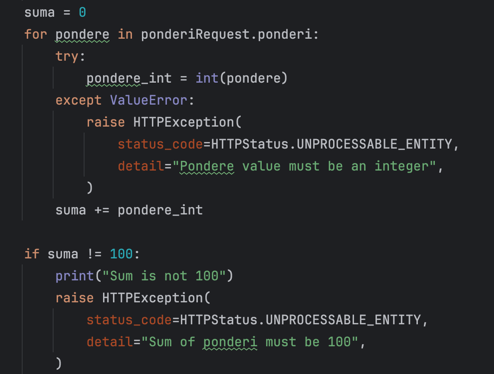 suma = 0
for pondere in ponderiRequest.ponderi:
    try:
        pondere_int = int(pondere)
    except ValueError:
        raise HTTPException(
            status_code=HTTPStatus.UNPROCESSABLE_ENTITY,
            detail="Pondere value must be an integer",
        )
    suma += pondere_int

if suma != 100:
    print("Sum is not 100")
    raise HTTPException(
        status_code=HTTPStatus.UNPROCESSABLE_ENTITY,
        detail="Sum of ponderi must be 100",
    )